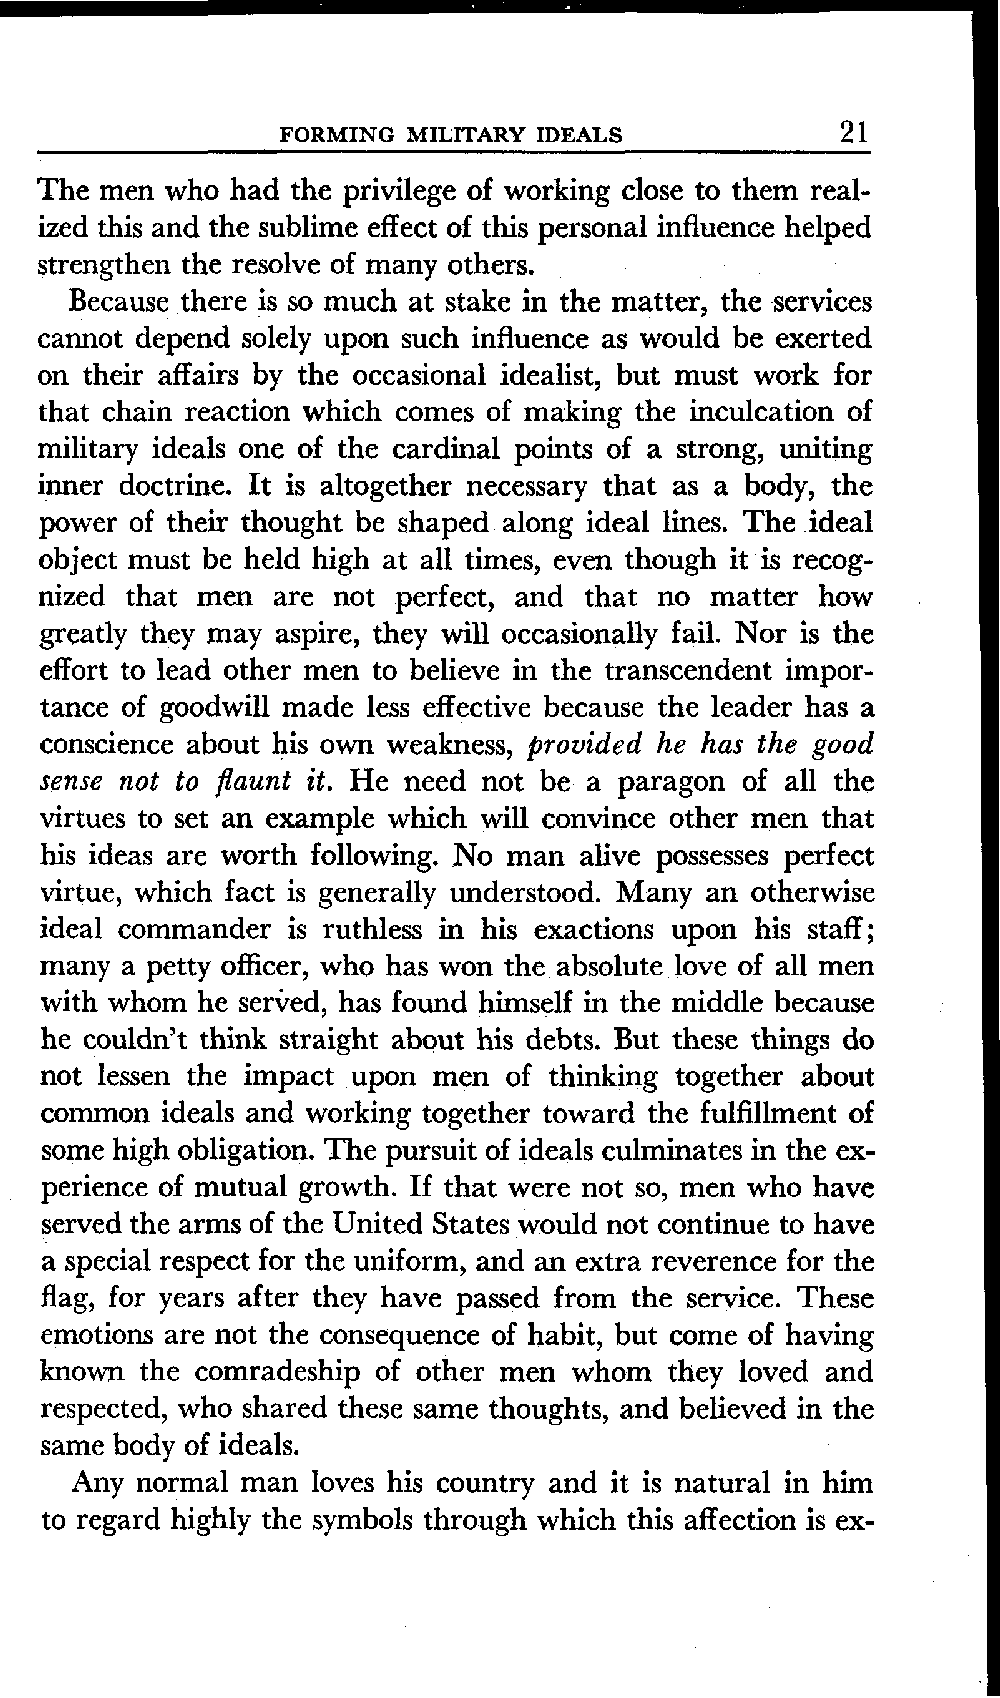 FORMING MILITARY IDEALS 21
The men who had the privilege of working close to them real-
ized this and the sublime effect of this personal influence helped
strengthen the resolve of many others.
Because there is so much at stake in the matter, the services
cannot depend solely upon such influence as would be exerted
on their affairs by the occasional idealist, but must work for
that chain reaction which comes of making the inculcation of
military ideals one of the cardinal points of a strong, uniting
inner doctrine. It is altogether necessary that as a body, the
power of their thought be shaped along ideal lines. The ideal
object must be held high at all times, even though it is recog-
nized that men are not perfect, and that no matter how
greatly they may aspire, they will occasionally fail. Nor is the
effort to lead other men to believe in the transcendent impor-
tance of goodwill made less effective because the leader has a
conscience about his own weakness, provided he has the good
sense not to flaunt it. He need not be a paragon of all the
virtues to set an example which will convince other men that
his ideas are worth following. No man alive possesses perfect
virtue, which fact is generally understood. Many an otherwise
ideal commander is ruthless in his exactions upon his staff;
many a petty officer, who has won the absolute love of all men
with whom he served, has found himself in the middle because
he couldn't think straight about his debts. But these things do
not lessen the impact upon men of thinking together about
common ideals and working together toward the fulfillment of
some high obligation. The pursuit of ideals culminates in the ex-
perience of mutual growth. If that were not so, men who have
served the arms of the United States would not continue to have
a special respect for the uniform, and an extra reverence for the
flag, for years after they have passed from the service. These
emotions are not the consequence of habit, but come of having
known the comradeship of other men whom they loved and
respected, who shared these same thoughts, and believed in the
same body of ideals.
Any normal man loves his country and it is natural in him
to regard highly the symbols through which this affection is ex-